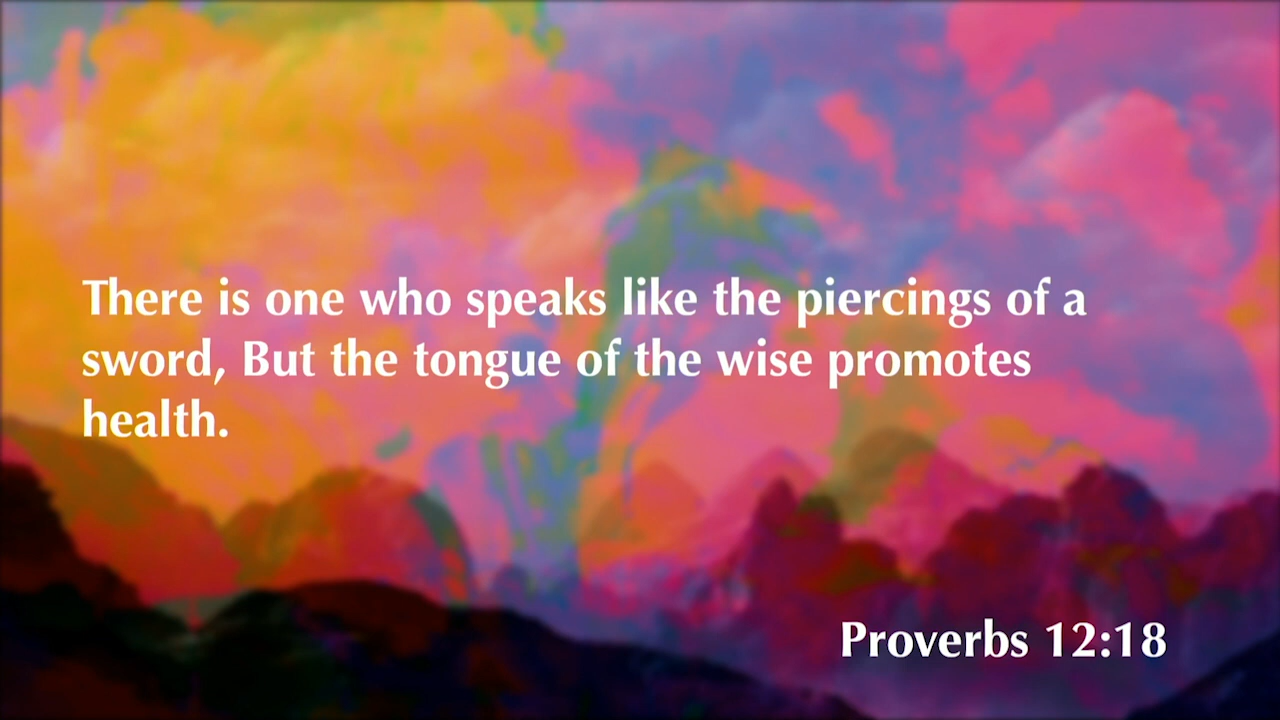 There is one who speaks like the piercings of a
sword, But the tongue of the wise promotes
health.
Proverbs 12:18